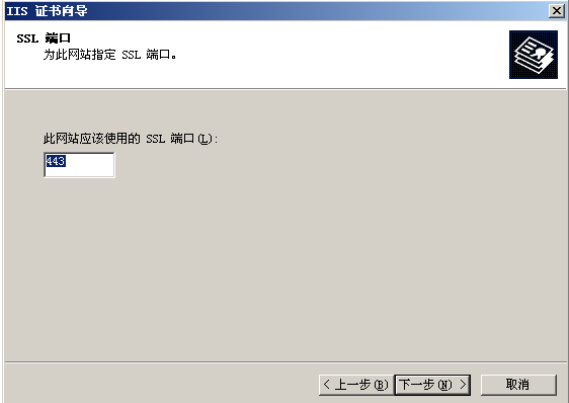 IIS 证书向导
SSL 端口
为此网站指定 SSL 端口。
此网站应该使用的 SSL 端口(L):
443
< 上一步(B) 下一步(N) > 取消